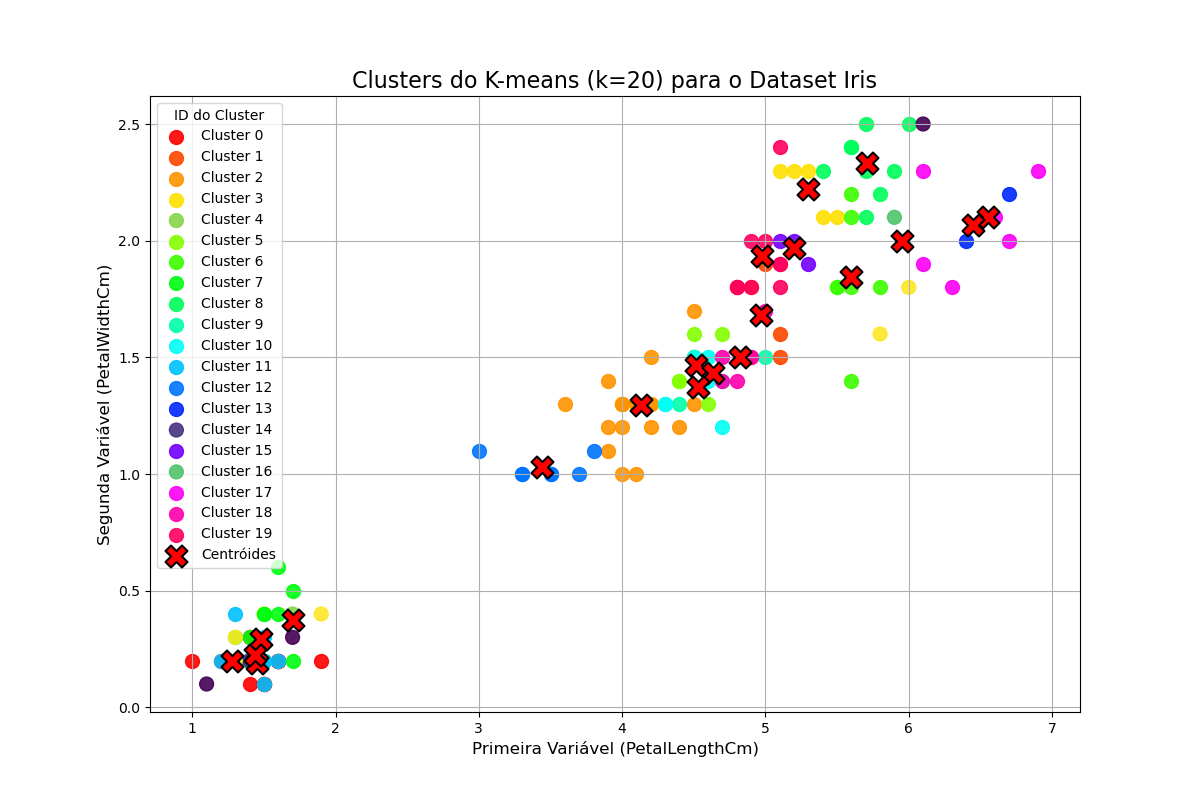 Clusters do K-means (k=20) para o Dataset Iris
ID do Cluster
Cluster 0
Cluster 1
Cluster 2
Cluster 3
Cluster 4
Cluster 5
Cluster 6
Cluster 7
Cluster 8
Cluster 9
Cluster 10
Cluster 11
Cluster 12
Cluster 13
Cluster 14
Cluster 15
Cluster 16
Cluster 17
Cluster 18
Cluster 19
Centróides
Segunda Variável (PetalWidthCm)
2.5
2.0
1.5
1.0
0.5
0.0
1 2 3 4 5 6 7
Primeira Variável (PetalLengthCm)